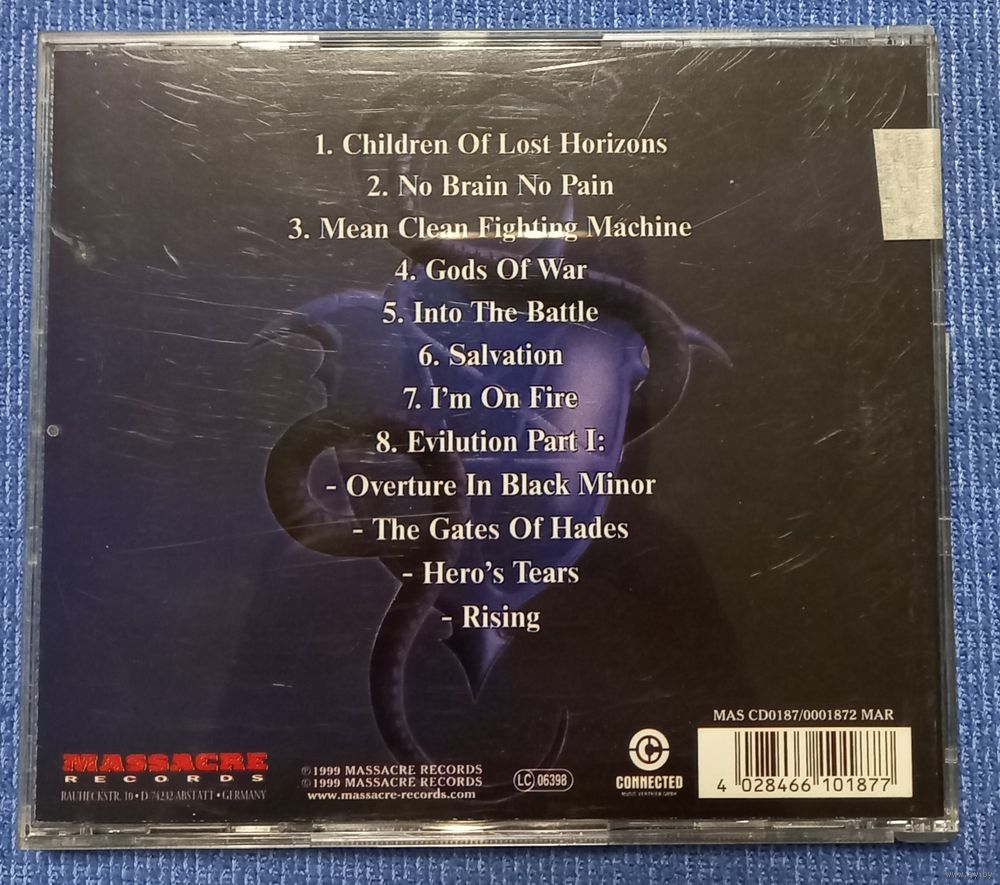 1. Children Of Lost Horizons
2. No Brain No Pain
3. Mean Clean Fighting Machine
4. Gods Of War
5. Into The Battle
6. Salvation
7. I'm On Fire
8. Evilution Part I:
- Overture In Black Minor
- The Gates Of Hades
- Hero's Tears
- Rising
MAS CD0187/0001872 MAR
MASSACRE
RECORDS
RAUHECKSTR. 10 • D-74232 ABSTATT • GERMANY
℗1999 MASSACRE RECORDS
©1999 MASSACRE RECORDS
www.massacre-records.com
LC 06398
CONNECTED
MUSIC VERTRIEB GMBH
4 028466 101877